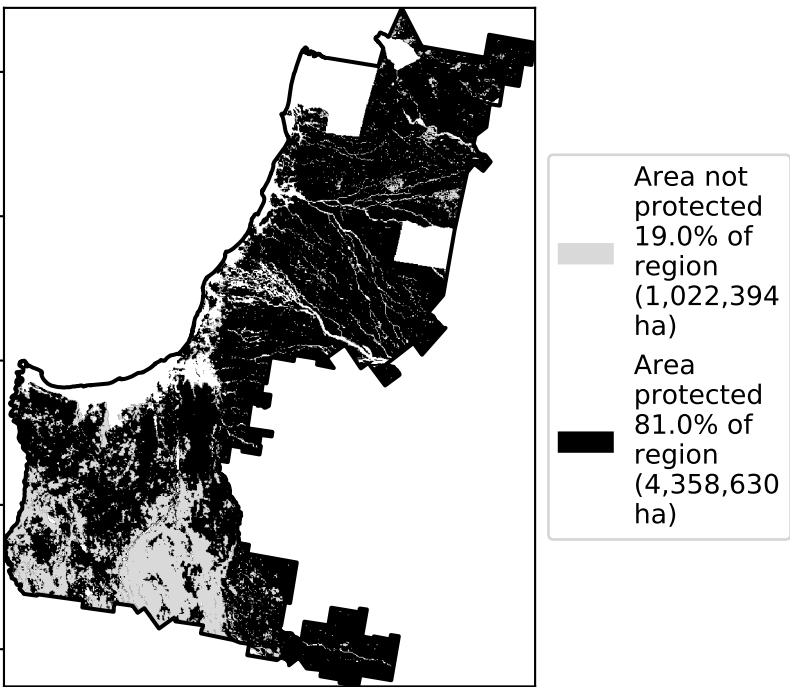 Area not
protected
19.0% of
region
(1,022,394
ha)
Area
protected
81.0% of
region
(4,358,630
ha)